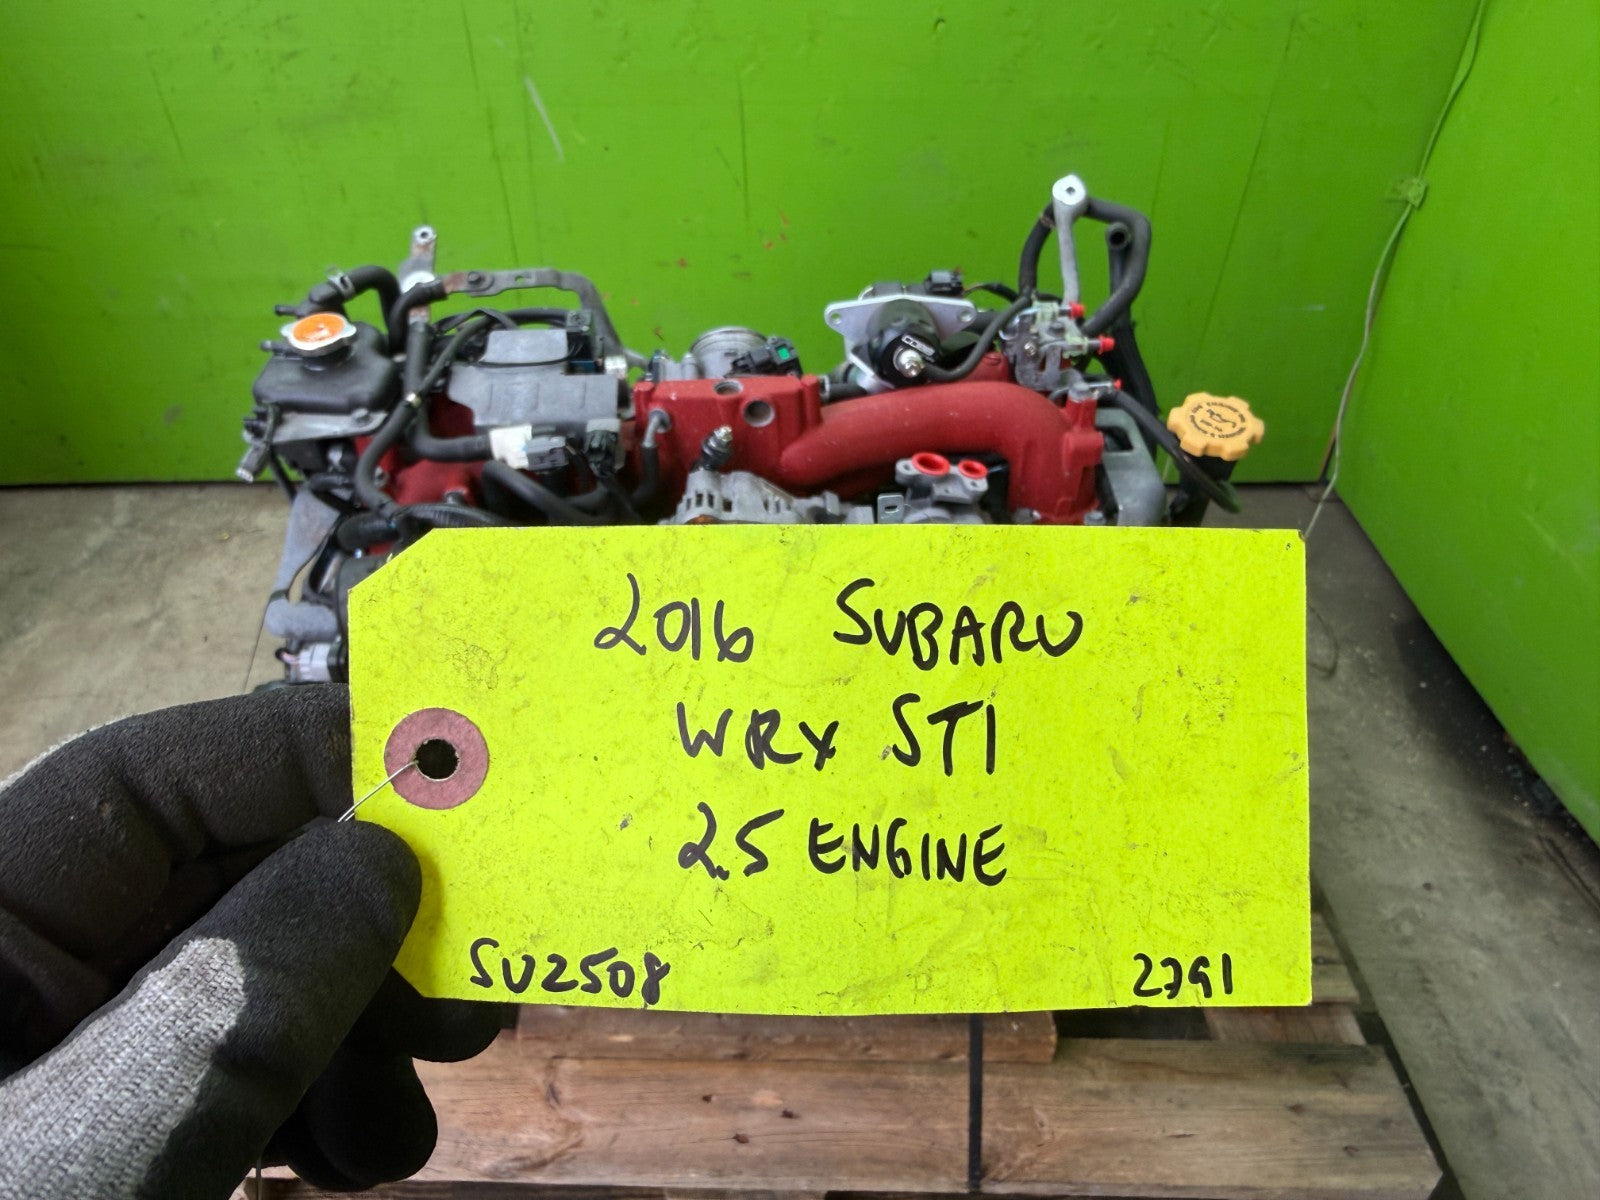 2016 SUBARU
WRX STI
2.5 ENGINE
SU2508
2791